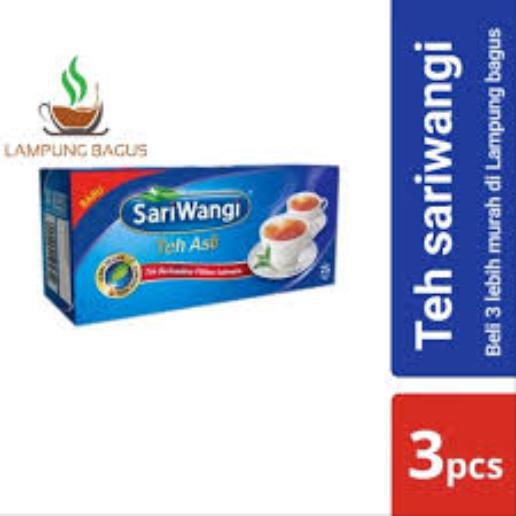 LAMPUNG BAGUS
BARU
SariWangi
Teh Asli
Teh sariwangi
Beli 3 lebih murah di Lampung bagus
3pcs